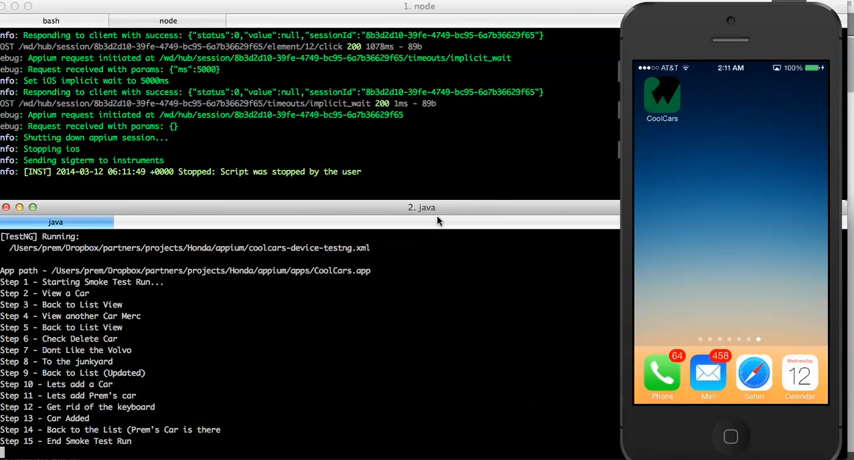 1. node
bash
node
nfo: Responding to client with success: {"status":0,"value":null,"sessionId":"8b3d2d10-39fe-4749-bc95-6a7b36629f65"}
OST /wd/hub/session/8b3d2d10-39fe-4749-bc95-6a7b36629f65/element/12/click 200 1078ms - 89b
ebug: Appium request initiated at /wd/hub/session/8b3d2d10-39fe-4749-bc95-6a7b36629f65/timeouts/implicit_wait
ebug: Request received with params: {"ms":5000}
nfo: Set iOS implicit wait to 5000ms
nfo: Responding to client with success: {"status":0,"value":null,"sessionId":"8b3d2d10-39fe-4749-bc95-6a7b36629f65"}
OST /wd/hub/session/8b3d2d10-39fe-4749-bc95-6a7b36629f65/timeouts/implicit_wait 200 1ms - 89b
ebug: Appium request initiated at /wd/hub/session/8b3d2d10-39fe-4749-bc95-6a7b36629f65
ebug: Request received with params: {}
nfo: Shutting down appium session...
nfo: Stopping ios
nfo: Sending sigterm to instruments
nfo: [INST] 2014-03-12 06:11:49 +0000 Stopped: Script was stopped by the user
2. java
java
[TestNG] Running:
/Users/prem/Dropbox/partners/projects/Honda/appium/coolcars-device-testng.xml
App path - /Users/prem/Dropbox/partners/projects/Honda/appium/apps/CoolCars.app
Step 1 - Starting Smoke Test Run...
Step 2 - View a Car
Step 3 - Back to List View
Step 4 - View another Car Merc
Step 5 - Back to List View
Step 6 - Check Delete Car
Step 7 - Dont Like the Volvo
Step 8 - To the junkyard
Step 9 - Back to List (Updated)
Step 10 - Lets add a Car
Step 11 - Lets add Prem's car
Step 12 - Get rid of the keyboard
Step 13 - Car Added
Step 14 - Back to the List (Prem's Car is there
Step 15 - End Smoke Test Run
AT&T 2:11 AM 100%
CoolCars
64 458 Wednesday
12
Phone Mail Safari Calendar